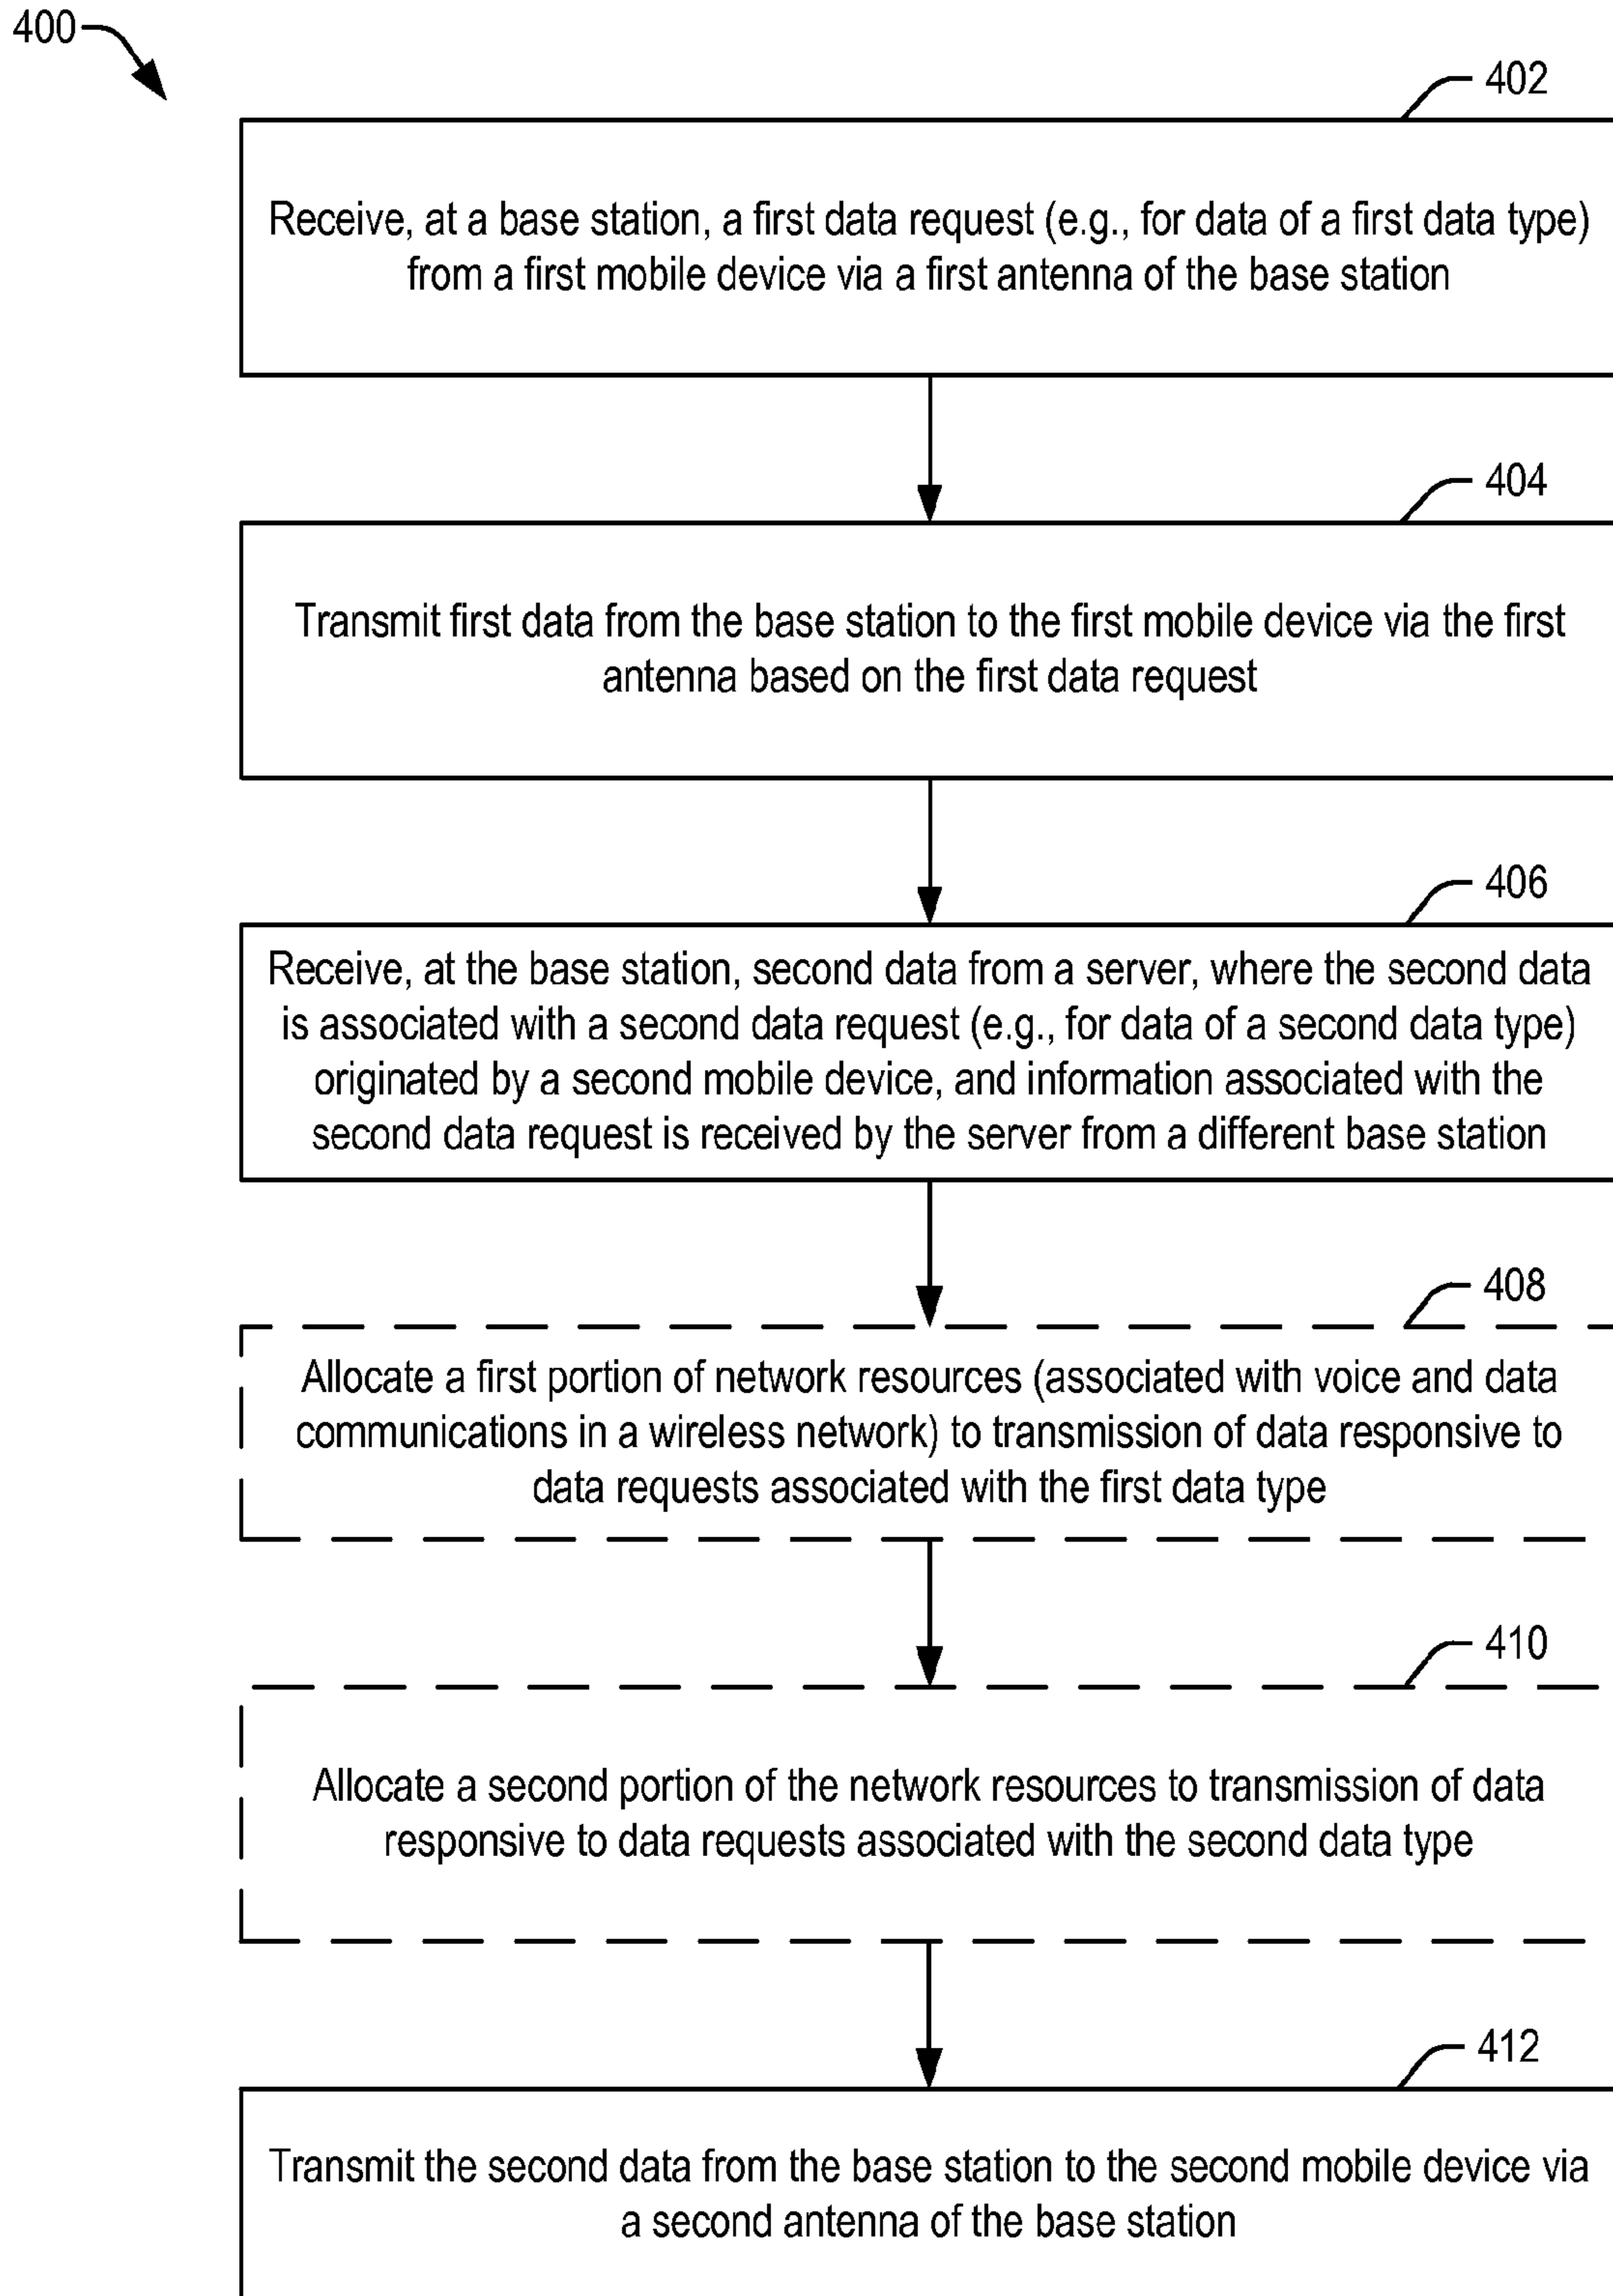 400
402
Receive, at a base station, a first data request (e.g., for data of a first data type)
from a first mobile device via a first antenna of the base station
404
Transmit first data from the base station to the first mobile device via the first
antenna based on the first data request
406
Receive, at the base station, second data from a server, where the second data
is associated with a second data request (e.g., for data of a second data type)
originated by a second mobile device, and information associated with the
second data request is received by the server from a different base station
408
Allocate a first portion of network resources (associated with voice and data
communications in a wireless network) to transmission of data responsive to
data requests associated with the first data type
410
Allocate a second portion of the network resources to transmission of data
responsive to data requests associated with the second data type
412
Transmit the second data from the base station to the second mobile device via
a second antenna of the base station